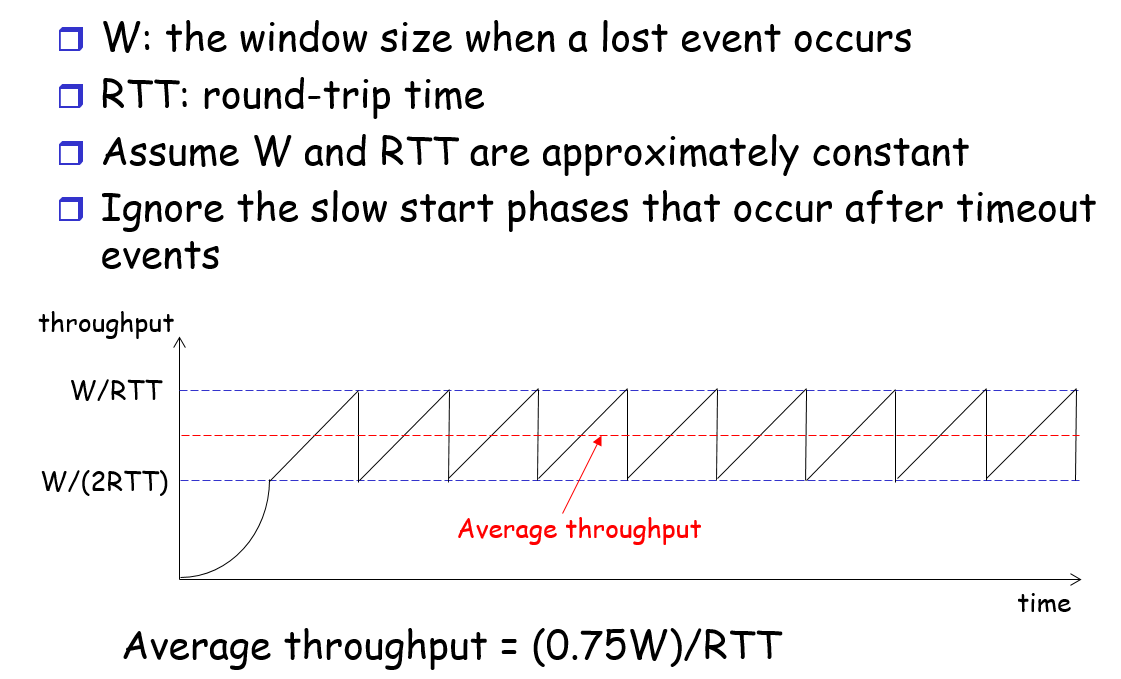 W: the window size when a lost event occurs
RTT: round-trip time
Assume W and RTT are approximately constant
Ignore the slow start phases that occur after timeout
events
throughput
W/RTT
W/(2RTT)
Average throughput
time
Average throughput = (0.75W)/RTT